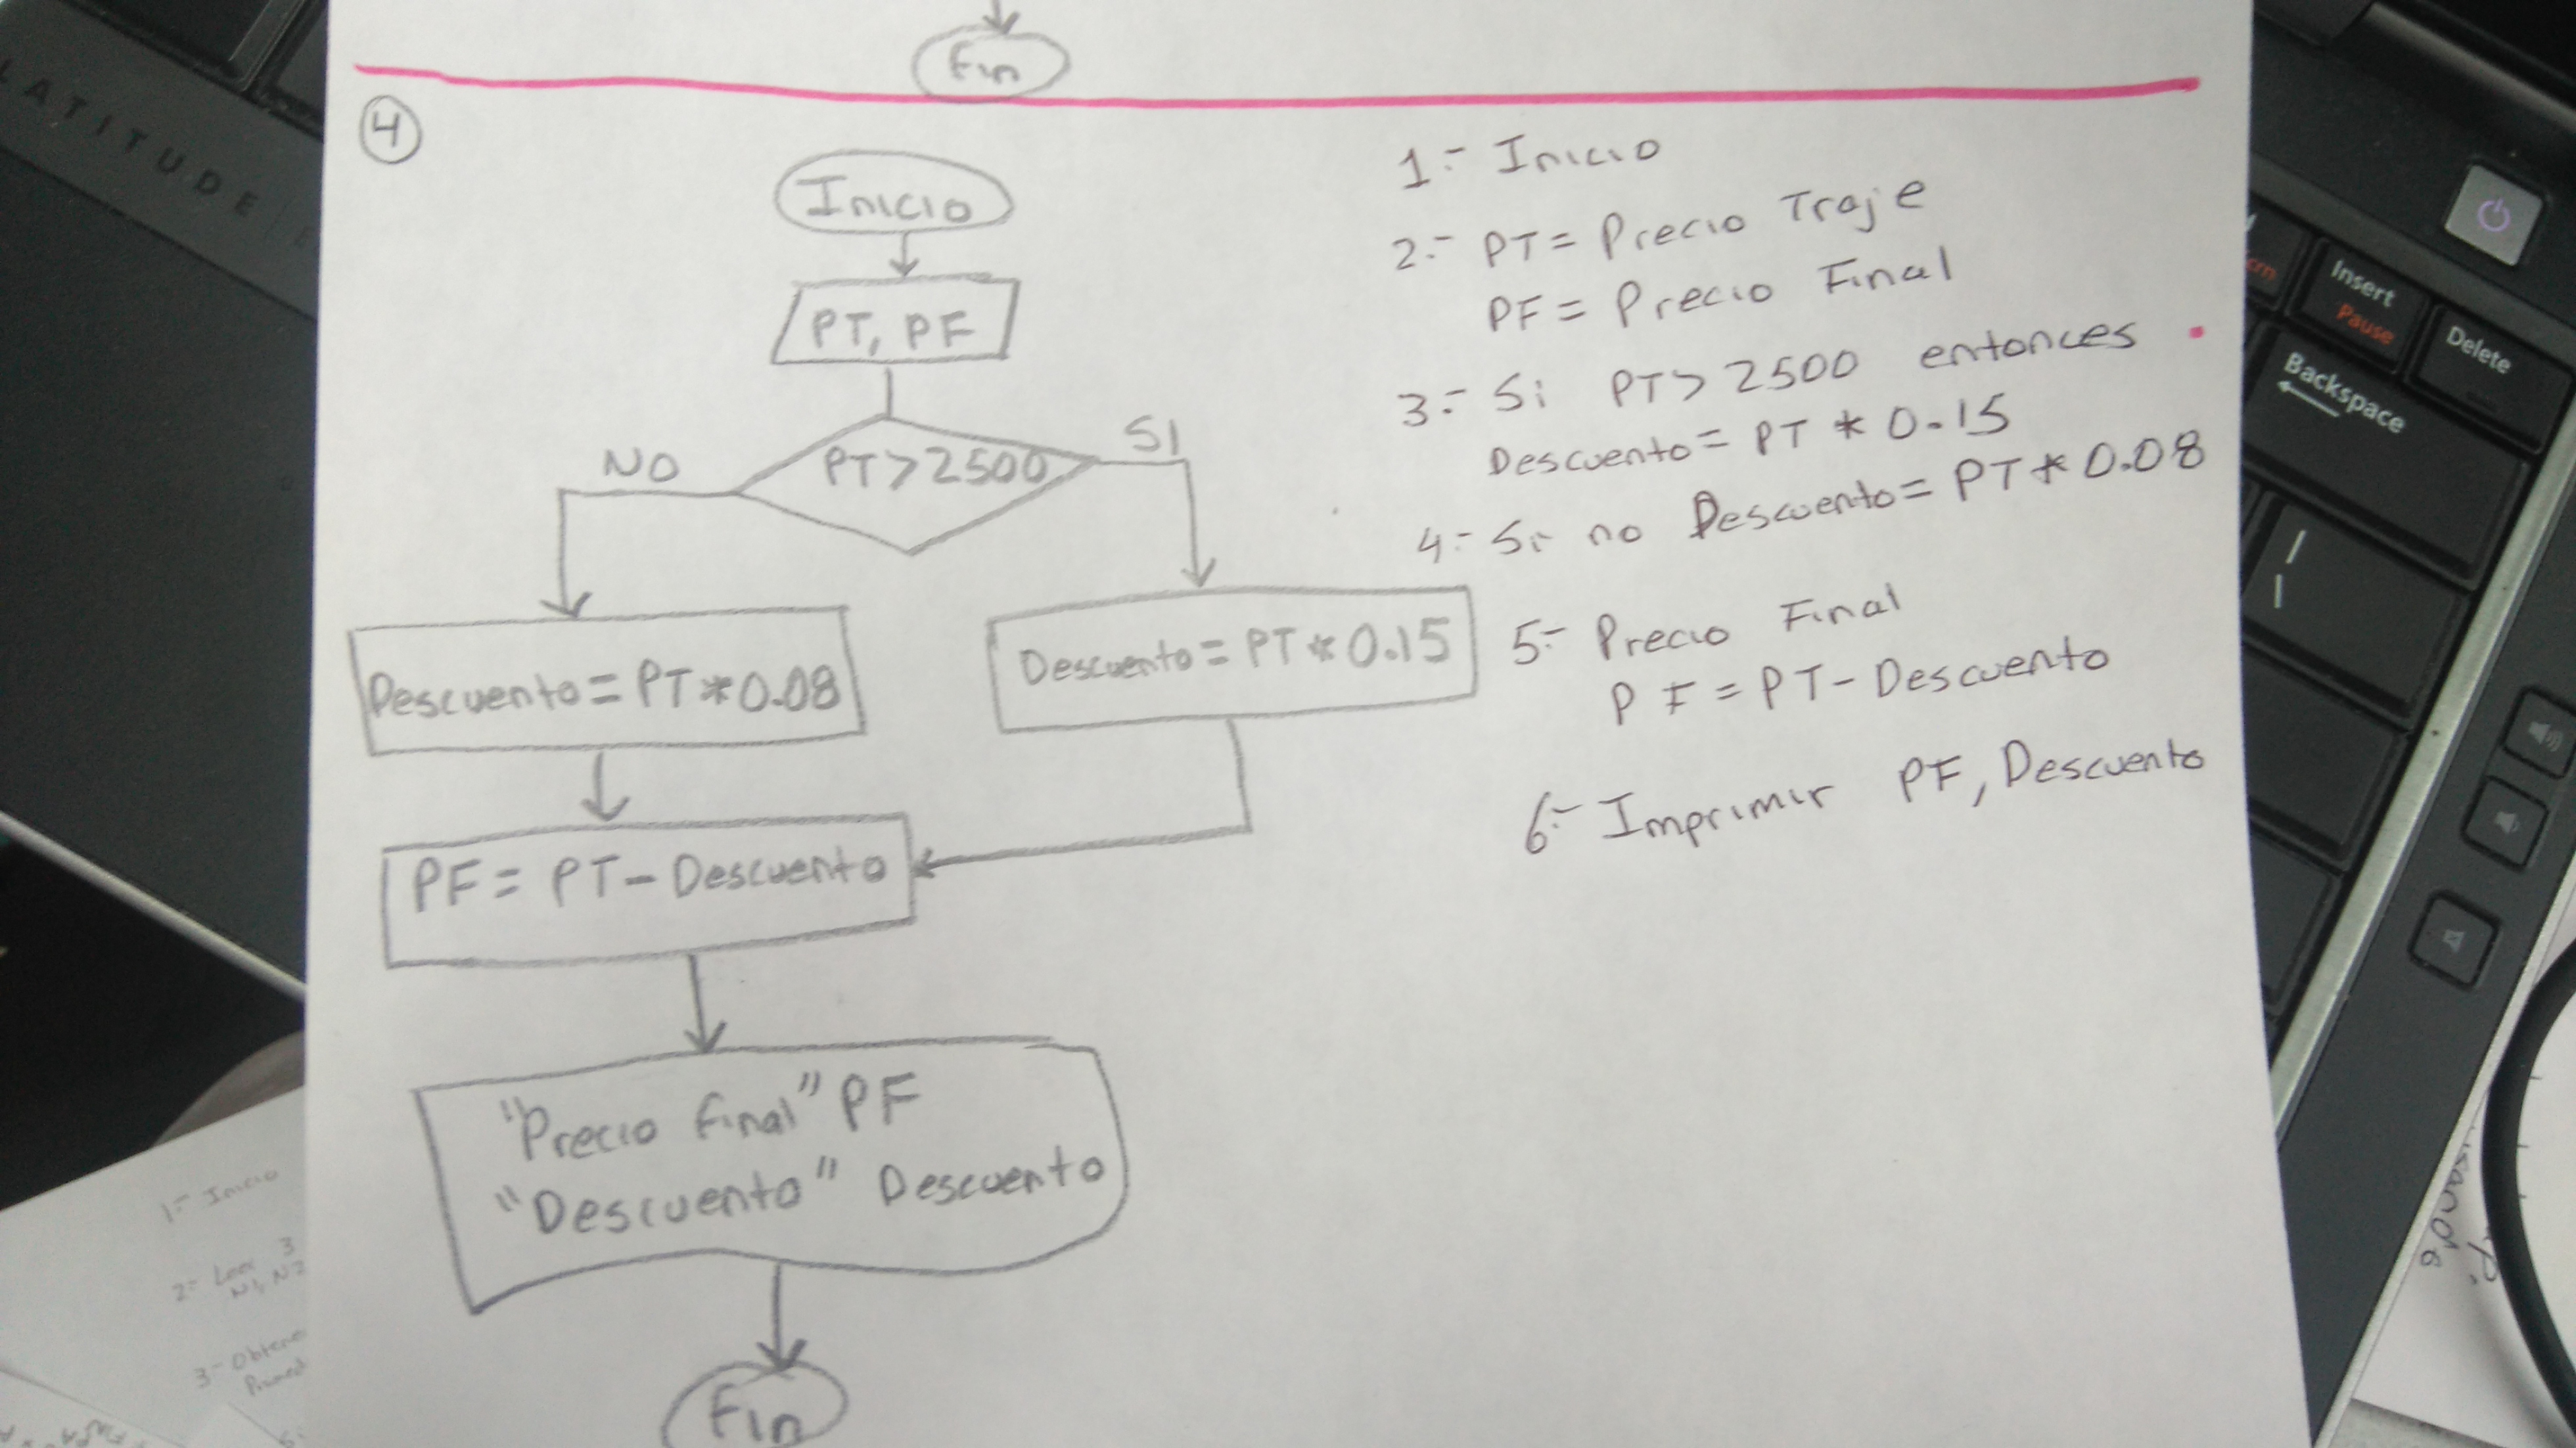 Fin
LATITUDE
4
Inicio
PT, PF
PT>2500
NO
SI
Descuento = PT * 0.08
Descuento = PT * 0.15
PF = PT - Descuento
"Precio final" PF
"Descuento" Descuento
Fin
1.- Inicio
2.- PT = Precio Traje
PF = Precio Final
3.- Si PT > 2500 entonces
Descuento = PT * 0.15
4.- Si no Descuento = PT * 0.08
5.- Precio Final
PF = PT - Descuento
6.- Imprimir PF, Descuento
Insert
Pause
Delete
Backspace
1.- Inicio
2.- Leer 3
N1, N2
3.- Obtener